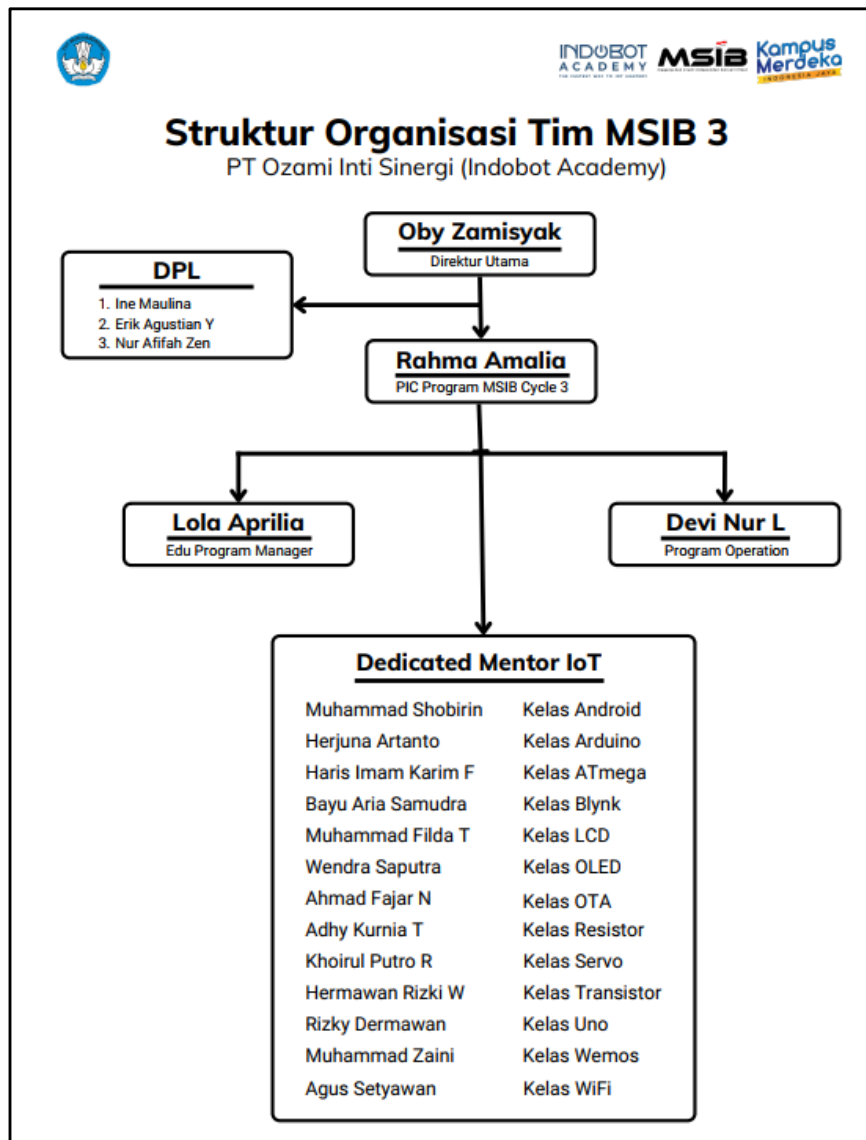 INDOBOT
ACADEMY
MSIB
Kampus
Merdeka
INDONESIA JAYA
Struktur Organisasi Tim MSIB 3
PT Ozami Inti Sinergi (Indobot Academy)
Oby Zamisyak
Direktur Utama
DPL
1. Ine Maulina
2. Erik Agustian Y
3. Nur Afifah Zen
Rahma Amalia
PIC Program MSIB Cycle 3
Lola Aprilia
Edu Program Manager
Devi Nur L
Program Operation
Dedicated Mentor IoT
Muhammad Shobirin Kelas Android
Herjuna Artanto Kelas Arduino
Haris Imam Karim F Kelas ATmega
Bayu Aria Samudra Kelas Blynk
Muhammad Filda T Kelas LCD
Wendra Saputra Kelas OLED
Ahmad Fajar N Kelas OTA
Adhy Kurnia T Kelas Resistor
Khoirul Putro R Kelas Servo
Hermawan Rizki W Kelas Transistor
Rizky Dermawan Kelas Uno
Muhammad Zaini Kelas Wemos
Agus Setyawan Kelas WiFi